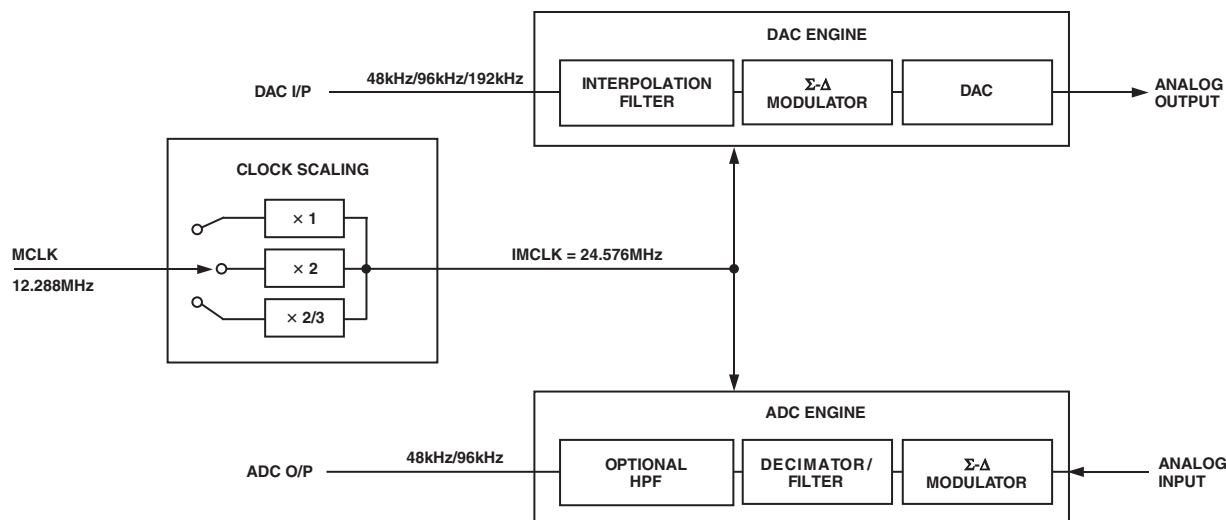 DAC ENGINE
48kHz/96kHz/192kHz
DAC I/P
INTERPOLATION
FILTER
Σ-Δ
MODULATOR
DAC
ANALOG
OUTPUT
CLOCK SCALING
× 1
MCLK
12.288MHz
× 2
IMCLK = 24.576MHz
× 2/3
ADC ENGINE
48kHz/96kHz
ADC O/P
OPTIONAL
HPF
DECIMATOR/
FILTER
Σ-Δ
MODULATOR
ANALOG
INPUT